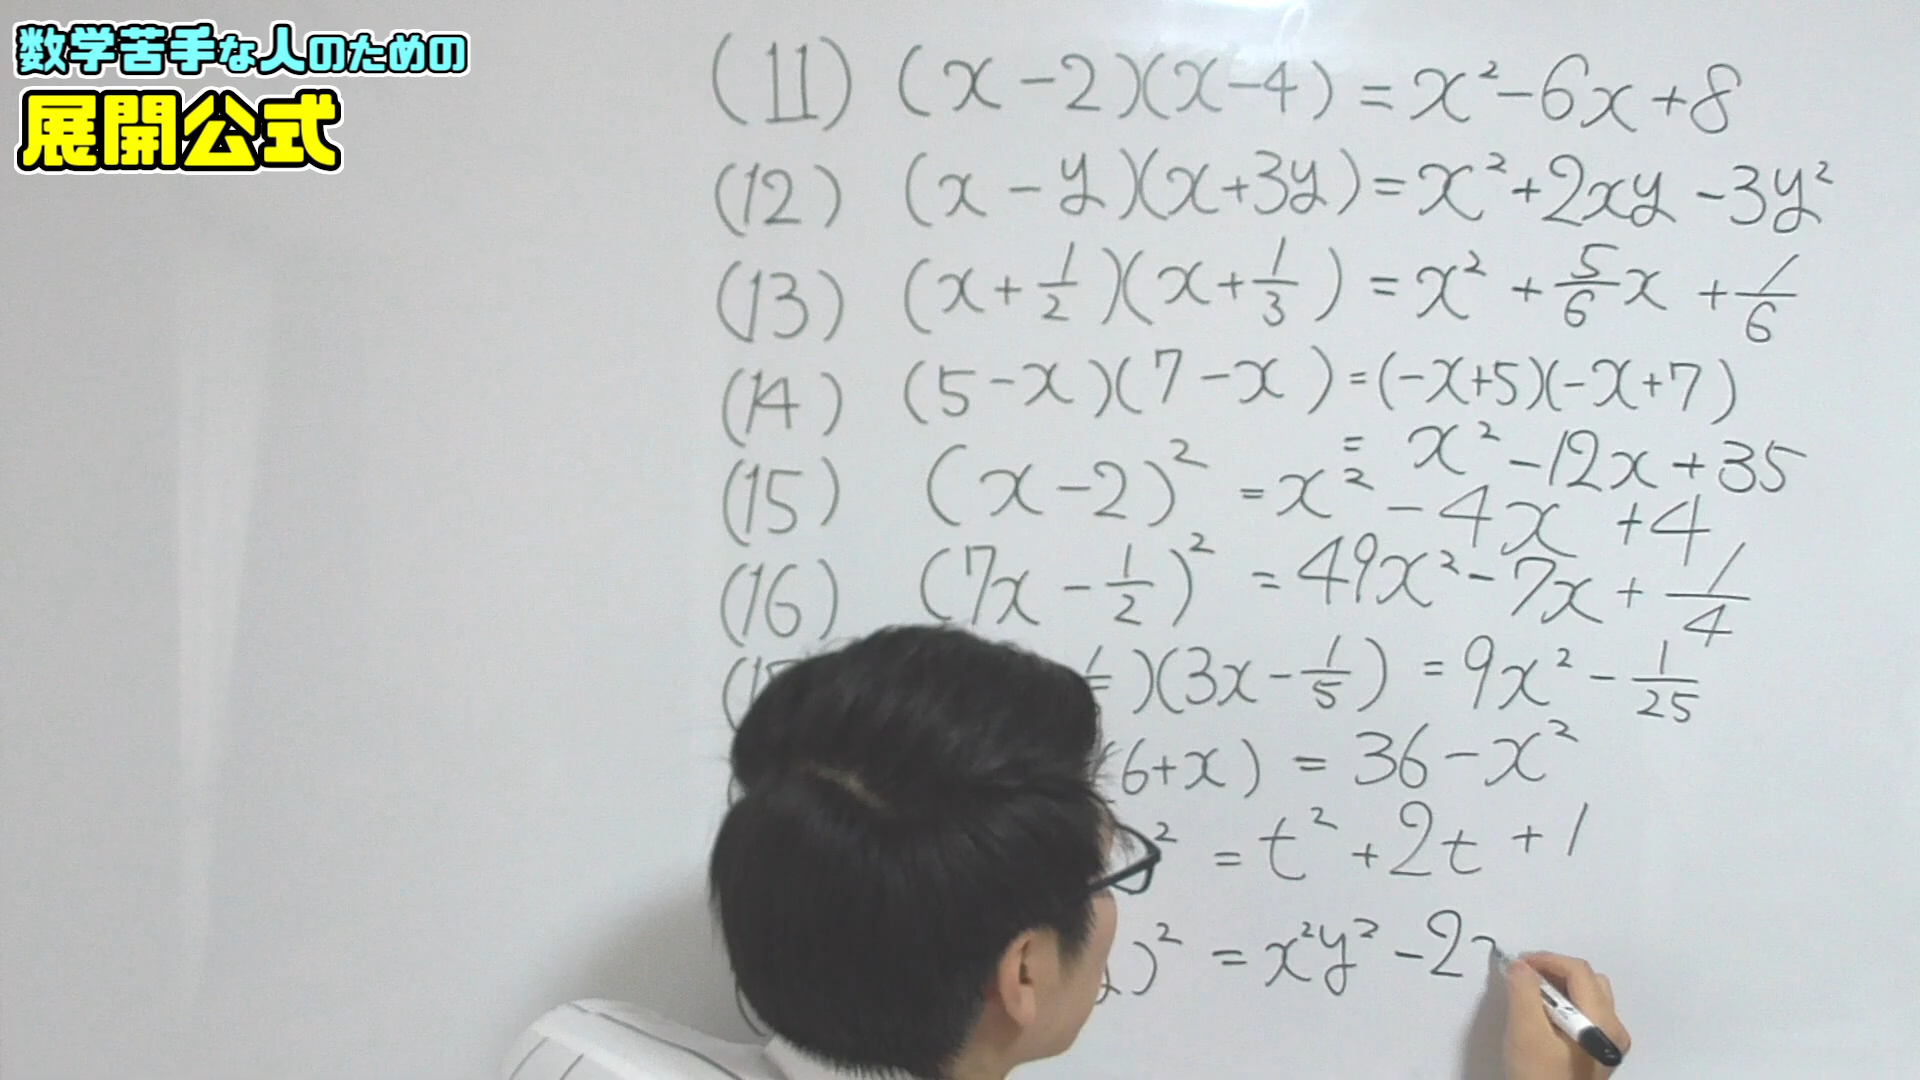 数学苦手な人のための
展開公式
(11) (x-2)(x-4) = x²-6x+8
(12) (x-y)(x+3y) = x²+2xy-3y²
(13) (x+1/2)(x+1/3) = x²+5/6x+1/6
(14) (5-x)(7-x) = (-x+5)(-x+7)
= x²-12x+35
(15) (x-2)² = x²-4x+4
(16) (7x-1/2)² = 49x²-7x+1/4
)(3x-1/5) = 9x²-1/25
(6+x) = 36-x²
² = t²+2t+1
)² = x²y²-2